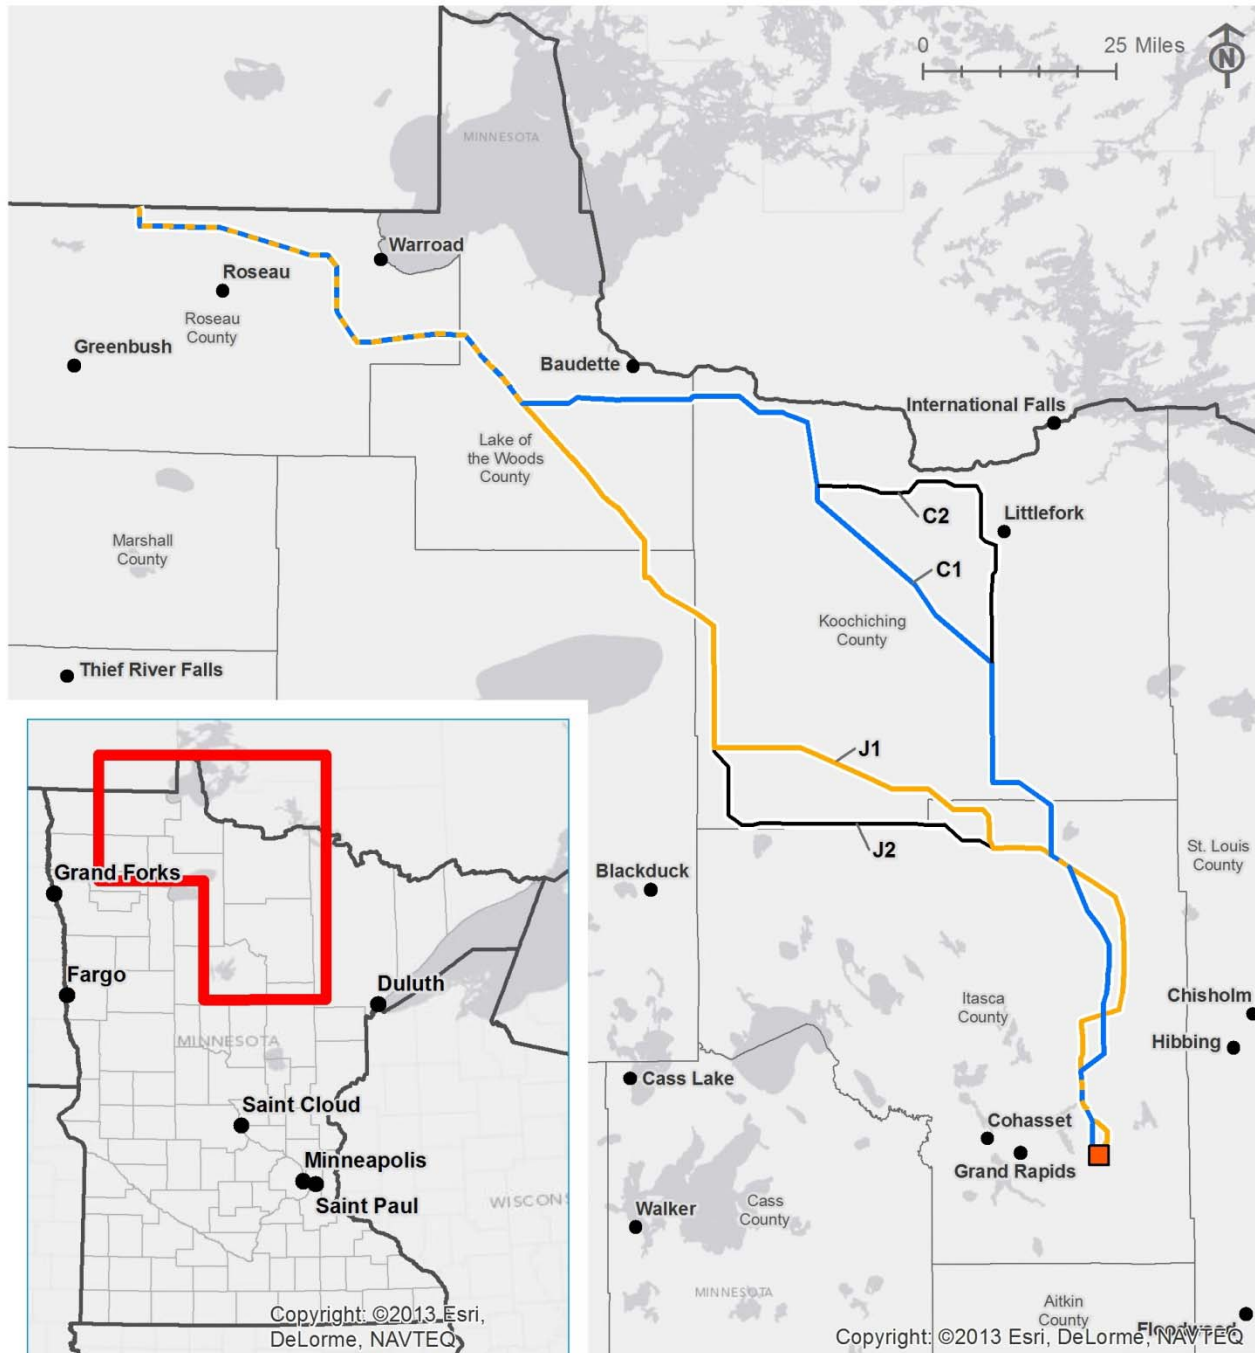 0
25 Miles
N
MINNESOTA
Warroad
Roseau
Roseau
County
Greenbush
Baudette
International Falls
Lake of
the Woods
County
C2
Littlefork
Marshall
County
C1
Koochiching
County
Thief River Falls
J1
J2
St. Louis
County
Blackduck
Chisholm
Itasca
County
Hibbing
Cass Lake
Cohasset
Grand Rapids
Walker
Cass
County
MINNESOTA
Aitkin
County
Floodwood
Copyright: ©2013 Esri, DeLorme, NAVTEQ
Grand Forks
Fargo
Duluth
MINNESOTA
Saint Cloud
Minneapolis
Saint Paul
WISCONS
Copyright: ©2013 Esri,
DeLorme, NAVTEQ